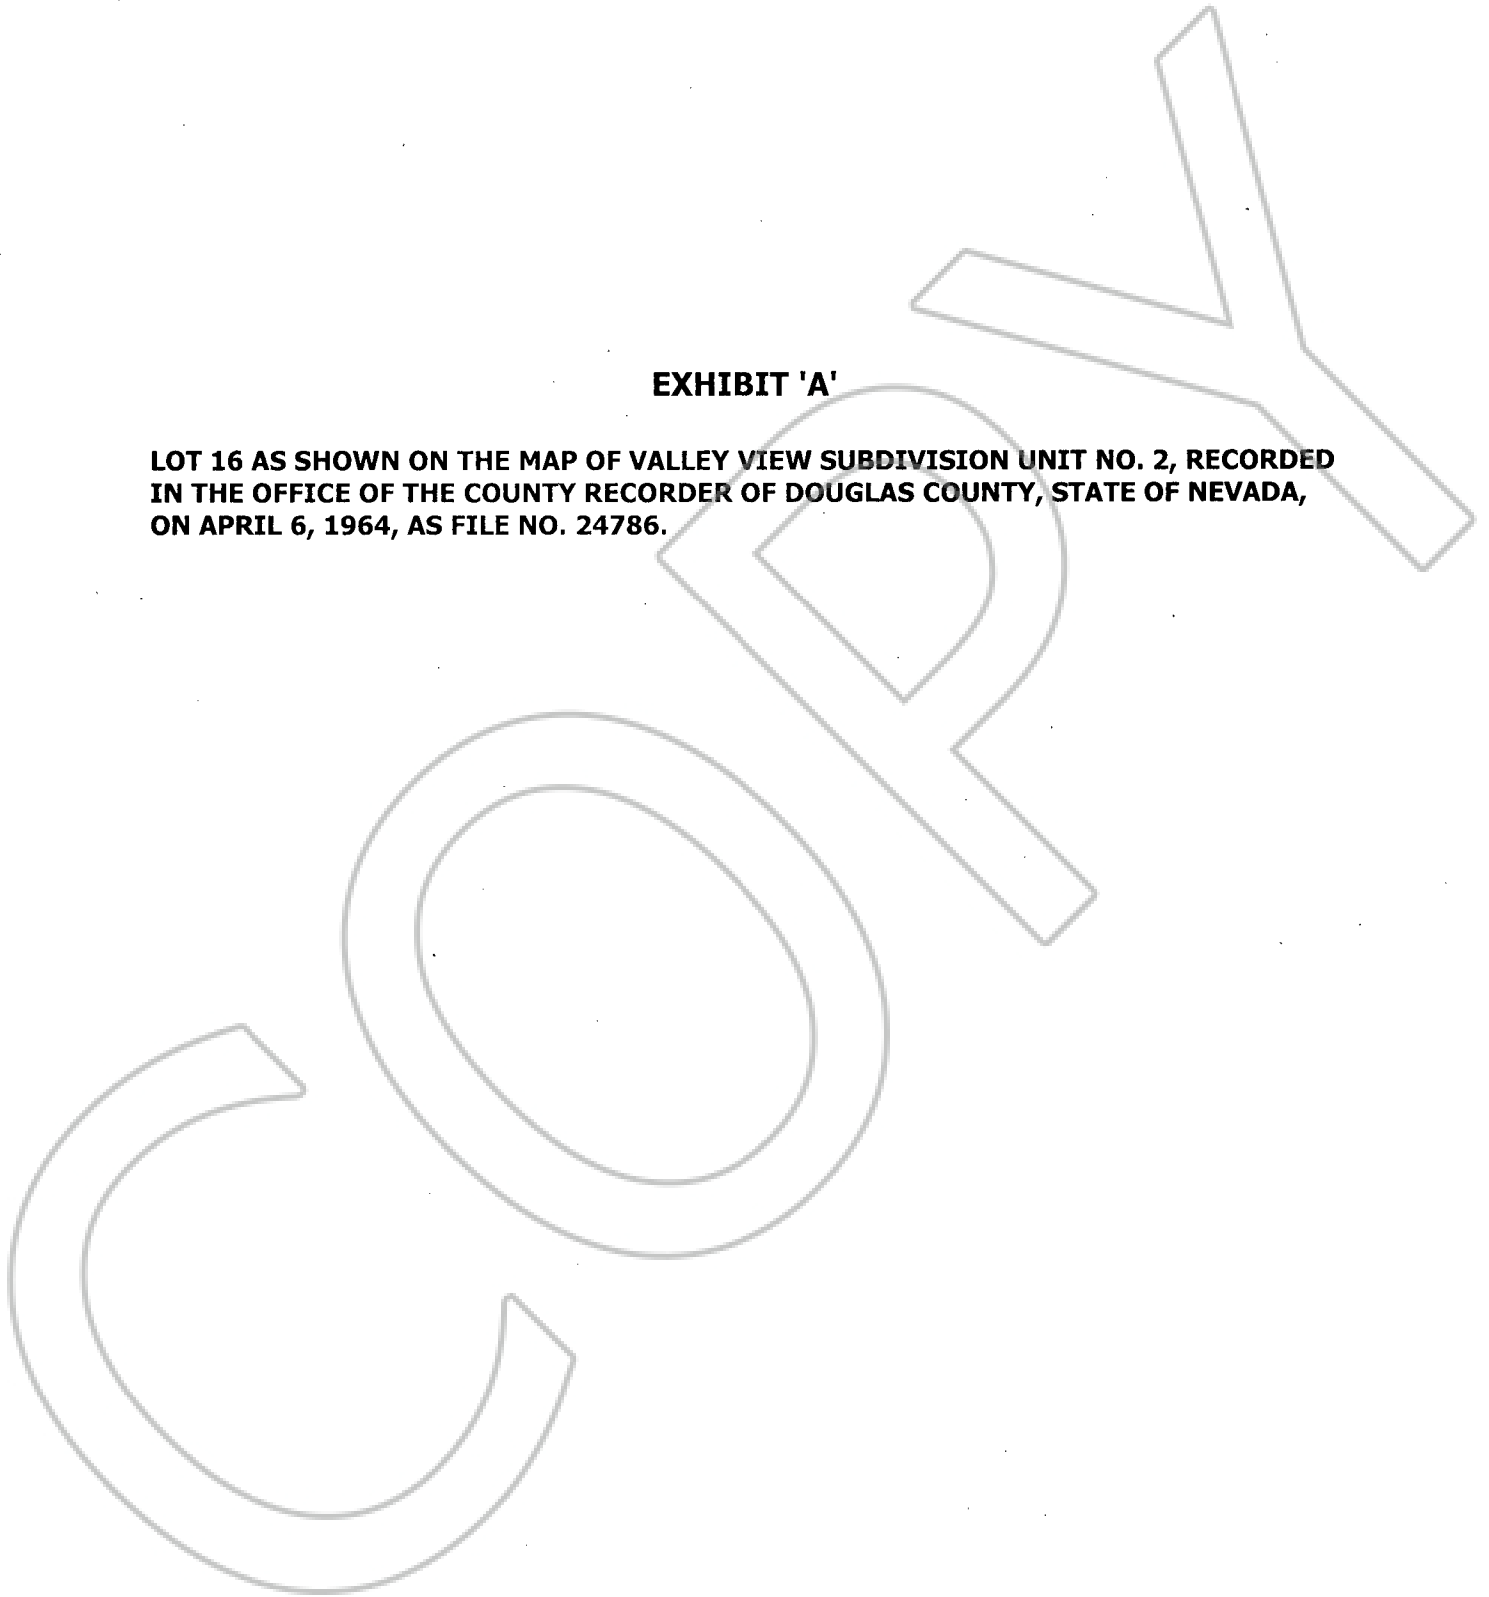 EXHIBIT 'A'
LOT 16 AS SHOWN ON THE MAP OF VALLEY VIEW SUBDIVISION UNIT NO. 2, RECORDED
IN THE OFFICE OF THE COUNTY RECORDER OF DOUGLAS COUNTY, STATE OF NEVADA,
ON APRIL 6, 1964, AS FILE NO. 24786.
COPY